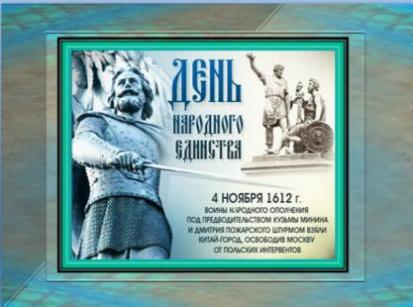 ДЕНЬ
НАРОДНОГО
ЕДИНСТВА
4 НОЯБРЯ 1612 г.
ВОИНЫ НАРОДНОГО ОПОЛЧЕНИЯ
ПОД ПРЕДВОДИТЕЛЬСТВОМ КУЗЬМЫ МИНИНА
И ДМИТРИЯ ПОЖАРСКОГО ШТУРМОМ ВЗЯЛИ
КИТАЙ-ГОРОД, ОСВОБОДИВ МОСКВУ
ОТ ПОЛЬСКИХ ИНТЕРВЕНТОВ